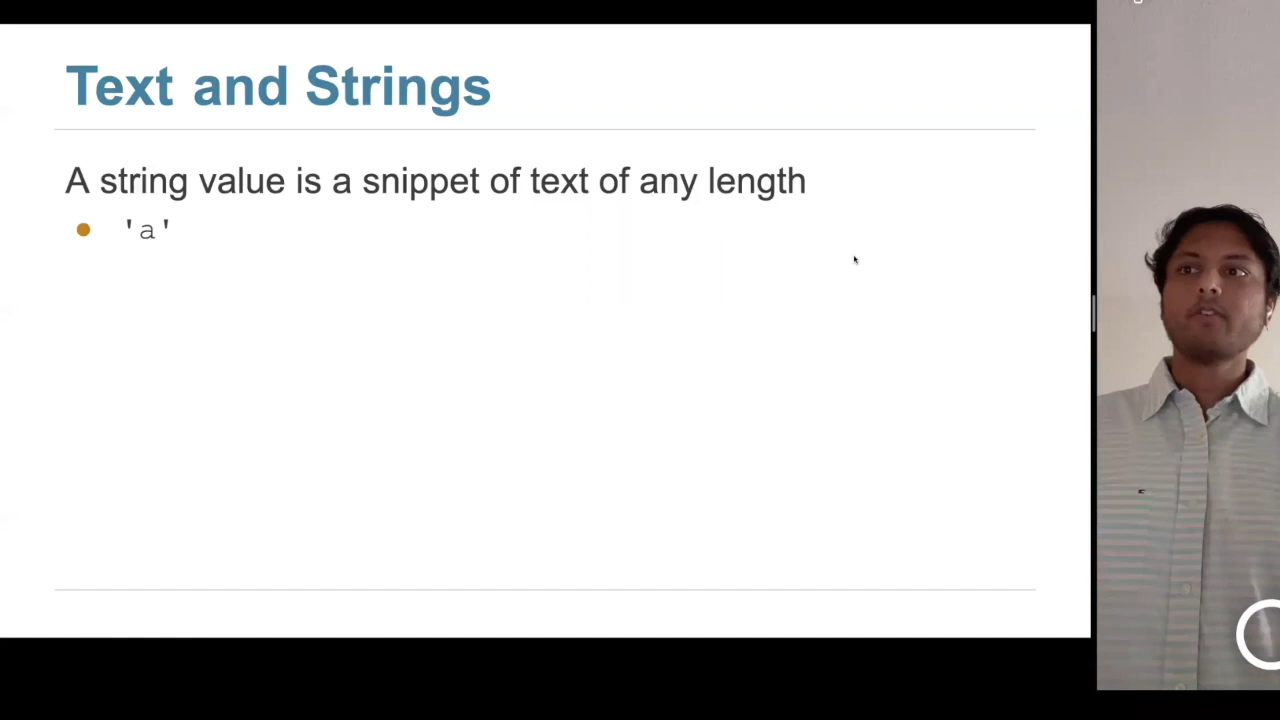 Text and Strings
A string value is a snippet of text of any length
'a'